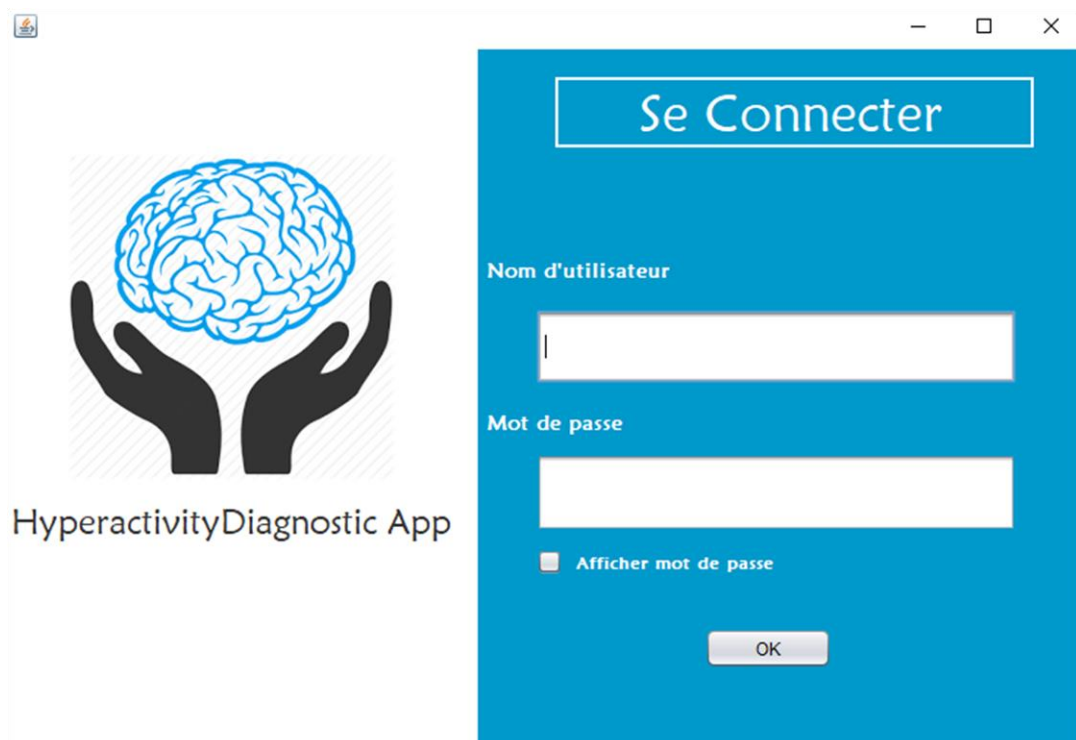 HyperactivityDiagnostic App
Se Connecter
Nom d'utilisateur
Mot de passe
Afficher mot de passe
OK